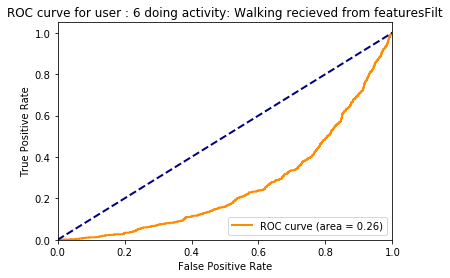 ROC curve for user : 6 doing activity: Walking recieved from featuresFilt
1.0
0.8
0.6
0.4
0.2
0.0
True Positive Rate
ROC curve (area = 0.26)
0.0 0.2 0.4 0.6 0.8 1.0
False Positive Rate